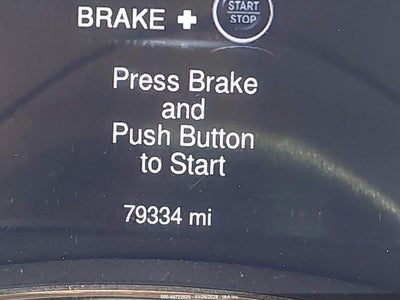 START
STOP
BRAKE +
Press Brake
and
Push Button
to Start
79334 mi